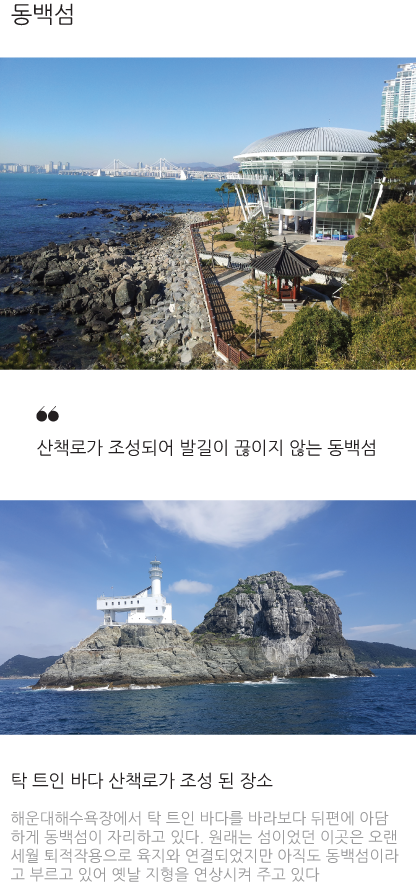 동백섬
산책로가 조성되어 발길이 끊이지 않는 동백섬
탁 트인 바다 산책로가 조성 된 장소
해운대해수욕장에서 탁 트인 바다를 바라보다 뒤편에 아담
하게 동백섬이 자리하고 있다. 원래는 섬이었던 이곳은 오랜
세월 퇴적작용으로 육지와 연결되었지만 아직도 동백섬이라
고 부르고 있어 옛날 지형을 연상시켜 주고 있다